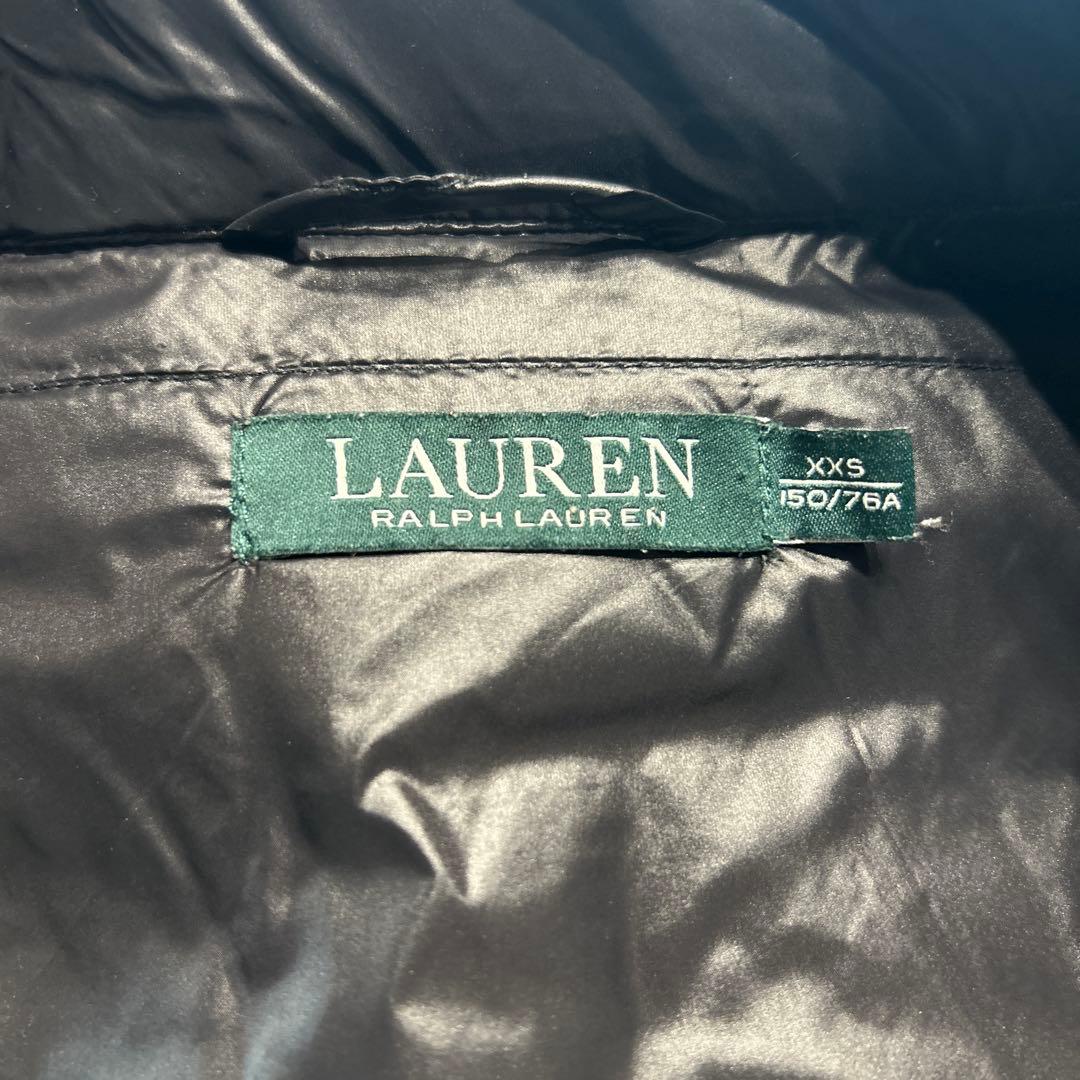 LAUREN
RALPH LAUREN
XXS
150/76A